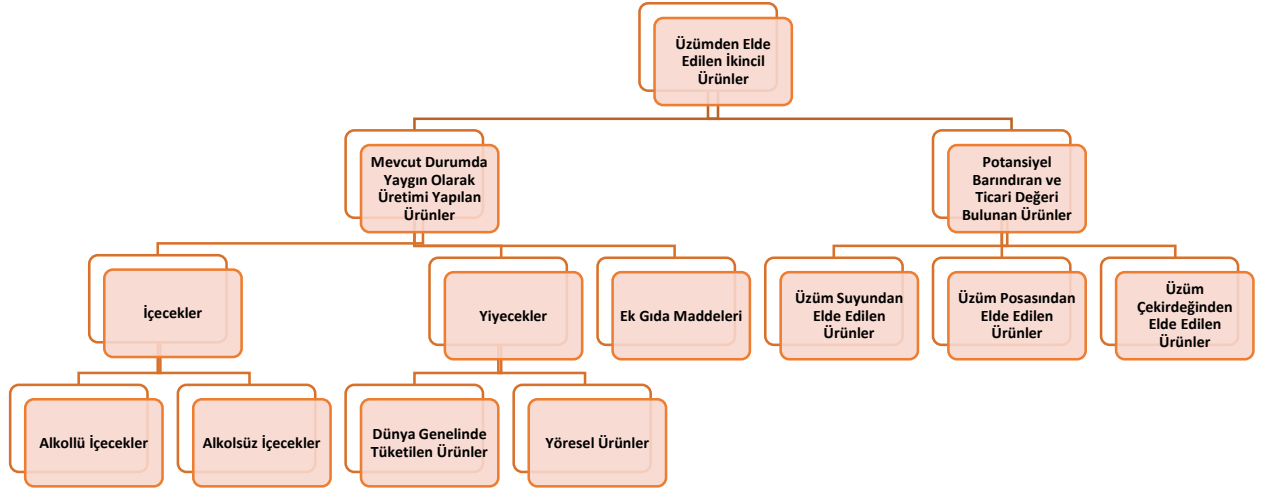 Üzümden Elde
Edilen İkincil
Ürünler
Mevcut Durumda
Yaygın Olarak
Üretimi Yapılan
Ürünler
Potansiyel
Barındıran ve
Ticari Değeri
Bulunan Ürünler
İçecekler
Yiyecekler
Ek Gıda Maddeleri
Üzüm Suyundan
Elde Edilen
Ürünler
Üzüm Posasından
Elde Edilen
Ürünler
Üzüm
Çekirdeğinden
Elde Edilen
Ürünler
Alkollü İçecekler
Alkolsüz İçecekler
Dünya Genelinde
Tüketilen Ürünler
Yöresel Ürünler